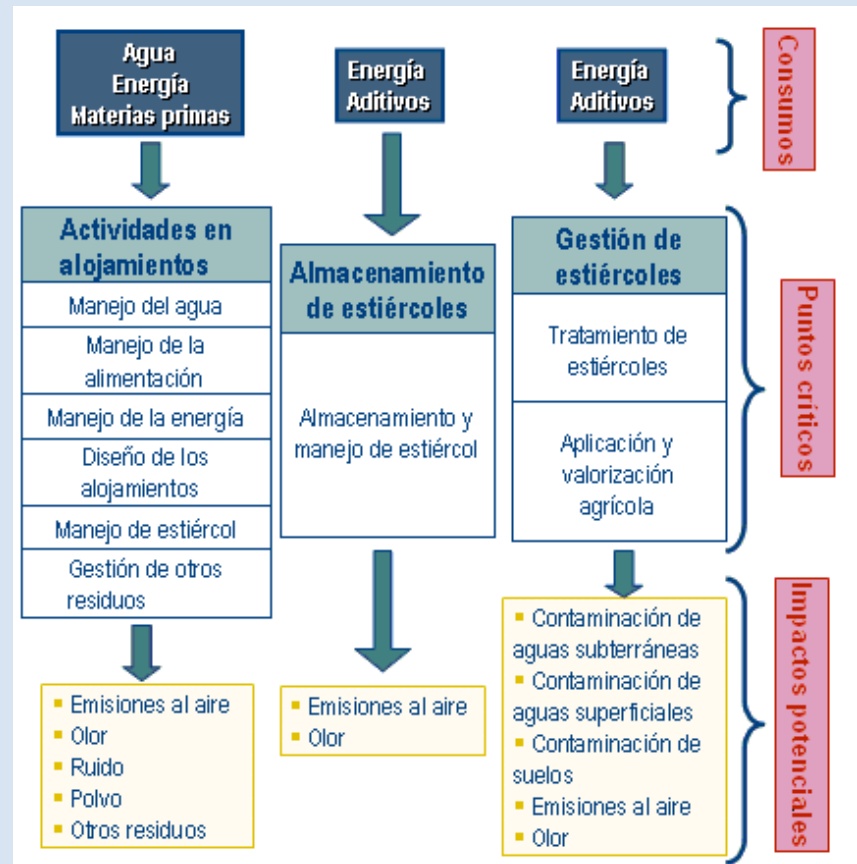 Agua
Energía
Materias primas
Energía
Aditivos
Energía
Aditivos
Consumos
Actividades en
alojamientos
Manejo del agua
Manejo de la
alimentación
Manejo de la energía
Diseño de los
alojamientos
Manejo de estiércol
Gestión de otros
residuos
Almacenamiento
de estiércoles
Almacenamiento y
manejo de estiércol
Gestión de
estiércoles
Tratamiento de
estiércoles
Aplicación y
valorización
agrícola
Puntos críticos
▪ Emisiones al aire
▪ Olor
▪ Ruido
▪ Polvo
▪ Otros residuos
▪ Emisiones al aire
▪ Olor
▪ Contaminación de
aguas subterráneas
▪ Contaminación de
aguas superficiales
▪ Contaminación de
suelos
▪ Emisiones al aire
▪ Olor
Impactos potenciales